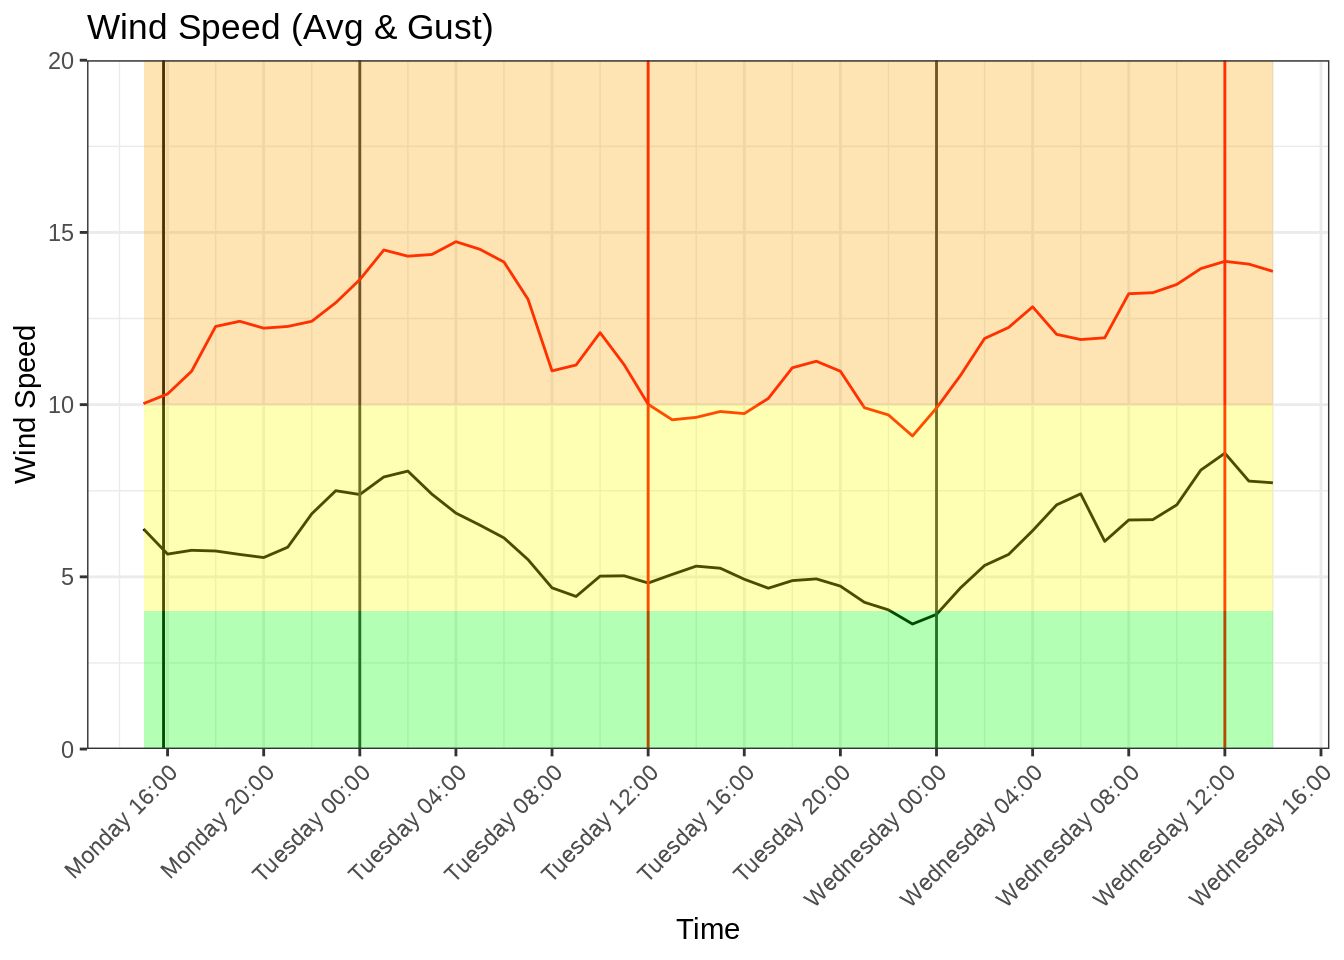 Wind Speed (Avg & Gust)
20
15
10
5
0
Wind Speed
Monday 16:00
Monday 20:00
Tuesday 00:00
Tuesday 04:00
Tuesday 08:00
Tuesday 12:00
Tuesday 16:00
Tuesday 20:00
Wednesday 00:00
Wednesday 04:00
Wednesday 08:00
Wednesday 12:00
Wednesday 16:00
Time